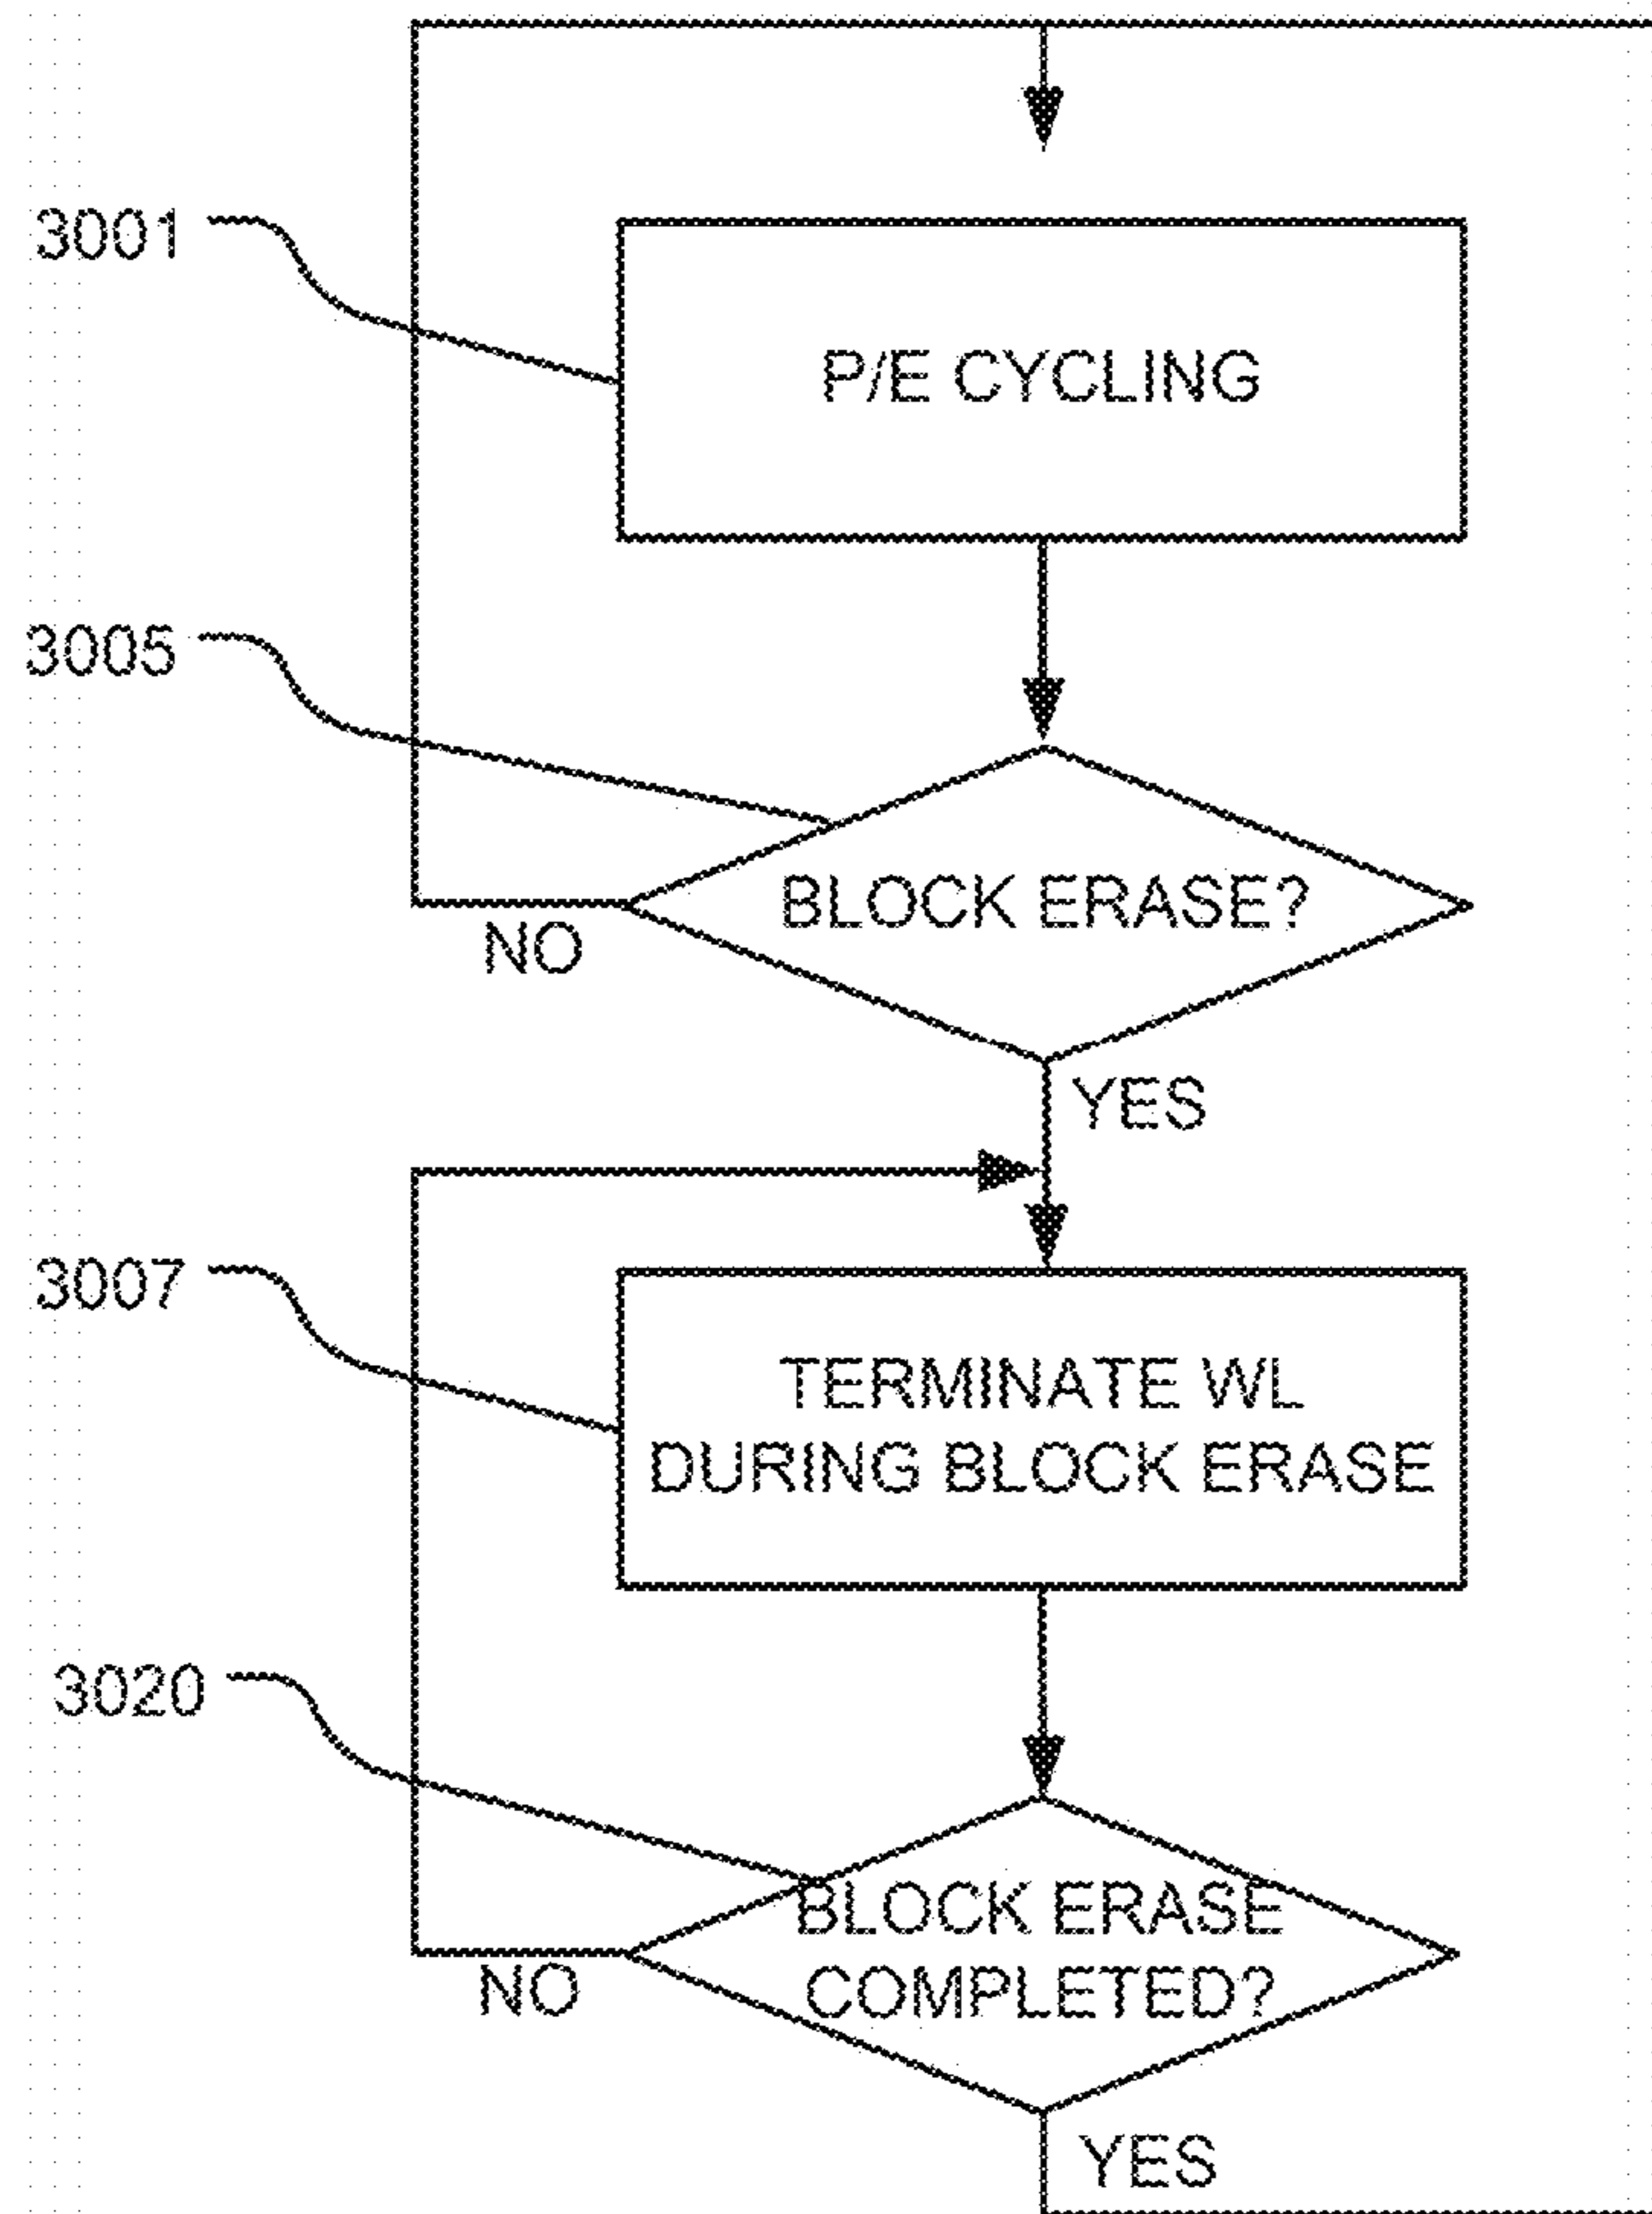 3001
P/E CYCLING
3005
BLOCK ERASE?
NO
YES
3007
TERMINATE WL
DURING BLOCK ERASE
3020
BLOCK ERASE
COMPLETED?
NO
YES